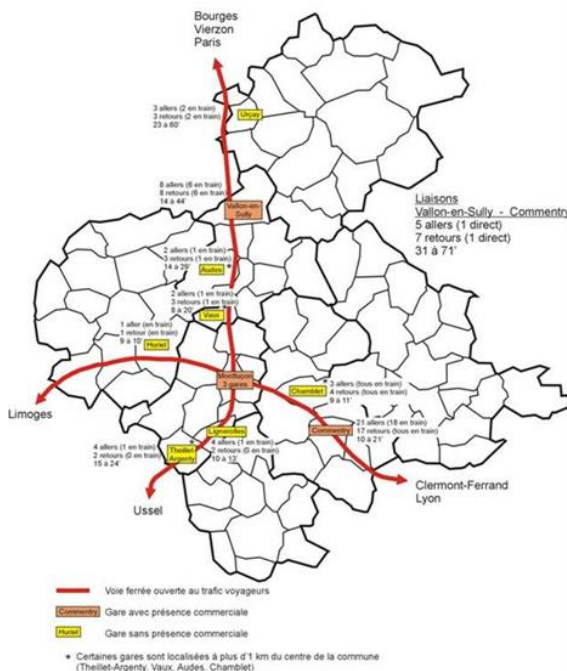 Bourges
Vierzon
Paris
3 allers (2 en train)
3 retours (2 en train)
23 à 60'
Urçay
8 allers (6 en train)
8 retours (6 en train)
14 à 44'
Vallon-en-
Sully
Liaisons
Vallon-en-Sully - Commentry
5 allers (1 direct)
7 retours (1 direct)
31 à 71'
2 allers (1 en train)
3 retours (1 en train)
14 à 29'
Audes *
2 allers (1 en train)
3 retours (1 en train)
8 à 20'
Vaux
1 aller (en train)
1 retour (en train)
9 à 10'
Huriel
Montluçon
3 gares
Chamblet
* 3 allers (tous en train)
4 retours (tous en train)
9 à 11'
Limoges
Commentry
21 allers (18 en train)
17 retours (tous en train)
10 à 21'
Lignerolles
4 allers (1 en train)
2 retours (0 en train)
10 à 13'
4 allers (1 en train)
2 retours (0 en train)
15 à 24'
*
Theillet-
Argenty
Ussel
Clermont-Ferrand
Lyon
Voie ferrée ouverte au trafic voyageurs
Commentry Gare avec présence commerciale
Huriel Gare sans présence commerciale
* Certaines gares sont localisées à plus d'1 km du centre de la commune
(Theillet-Argenty, Vaux, Audes, Chamblet)